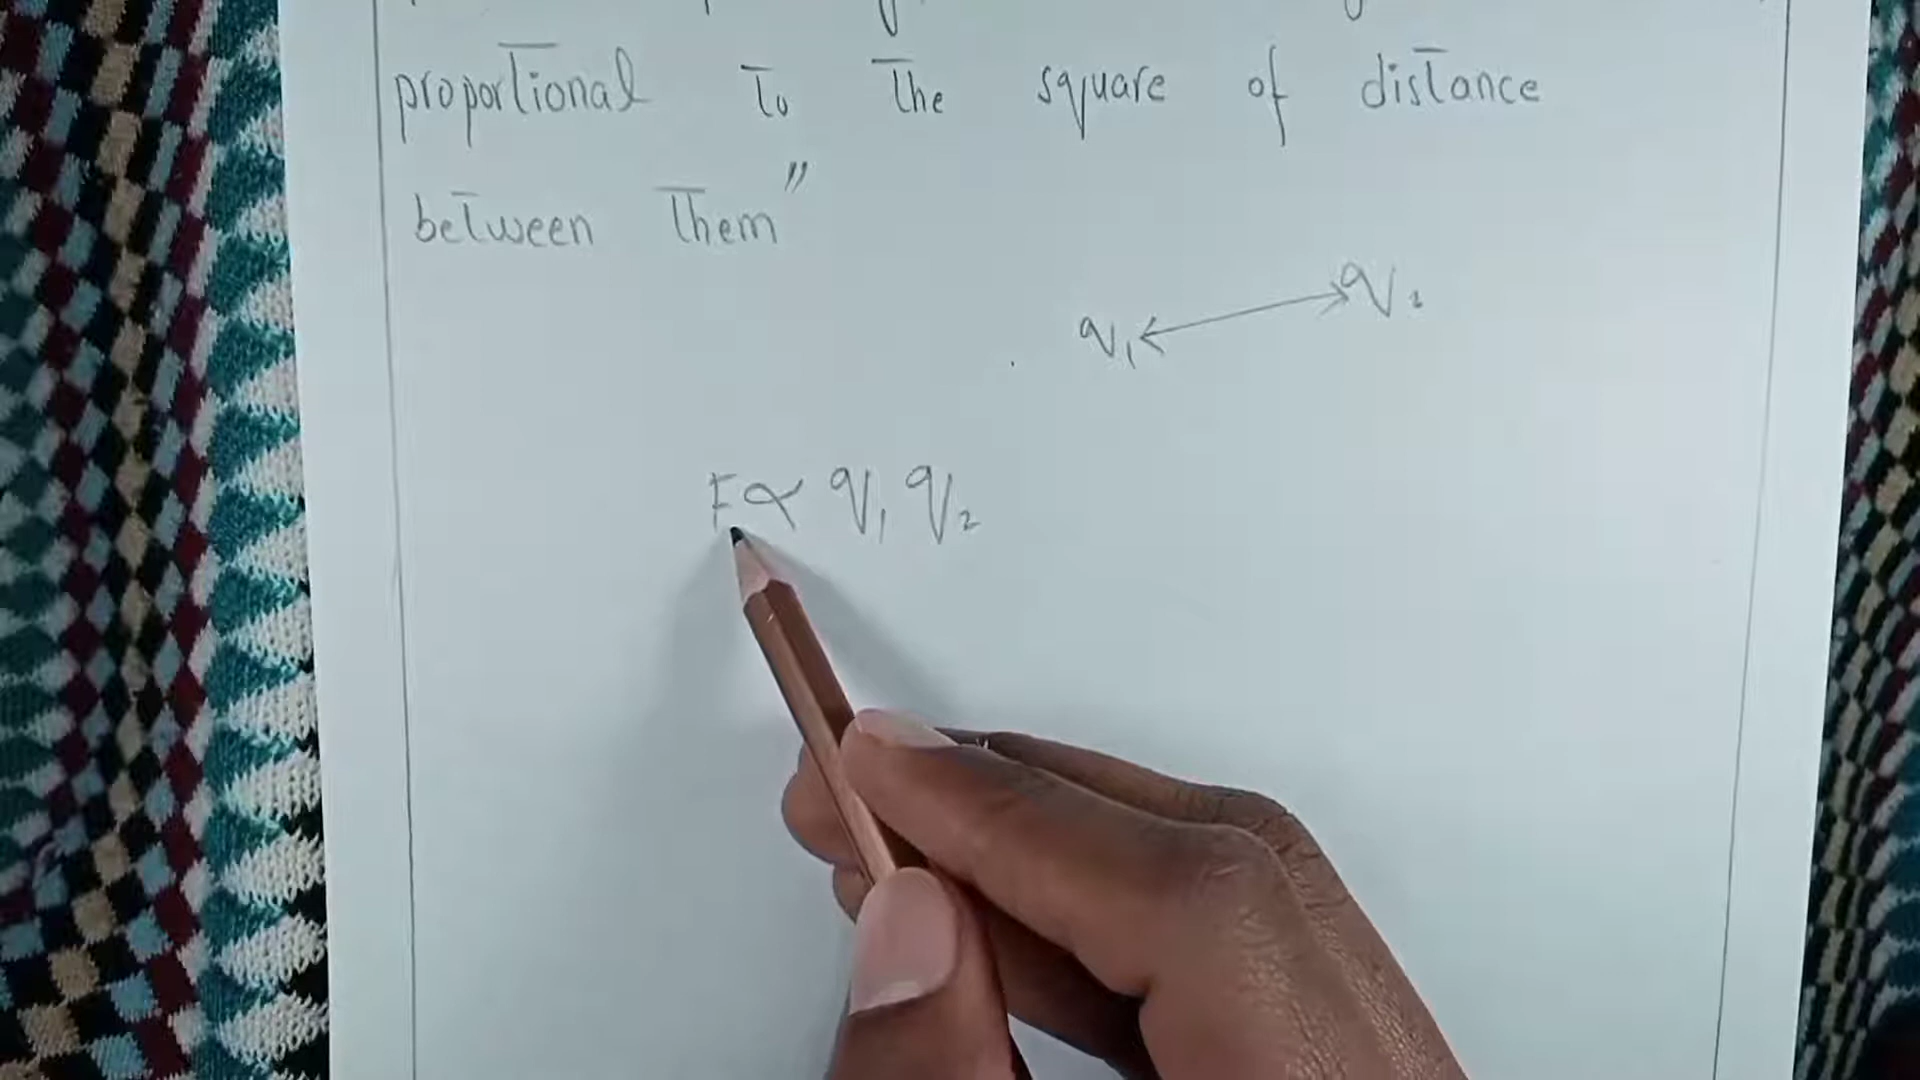 proportional to the square of distance
between them"
q₁ ⟷ q₂
F ∝ q₁ q₂